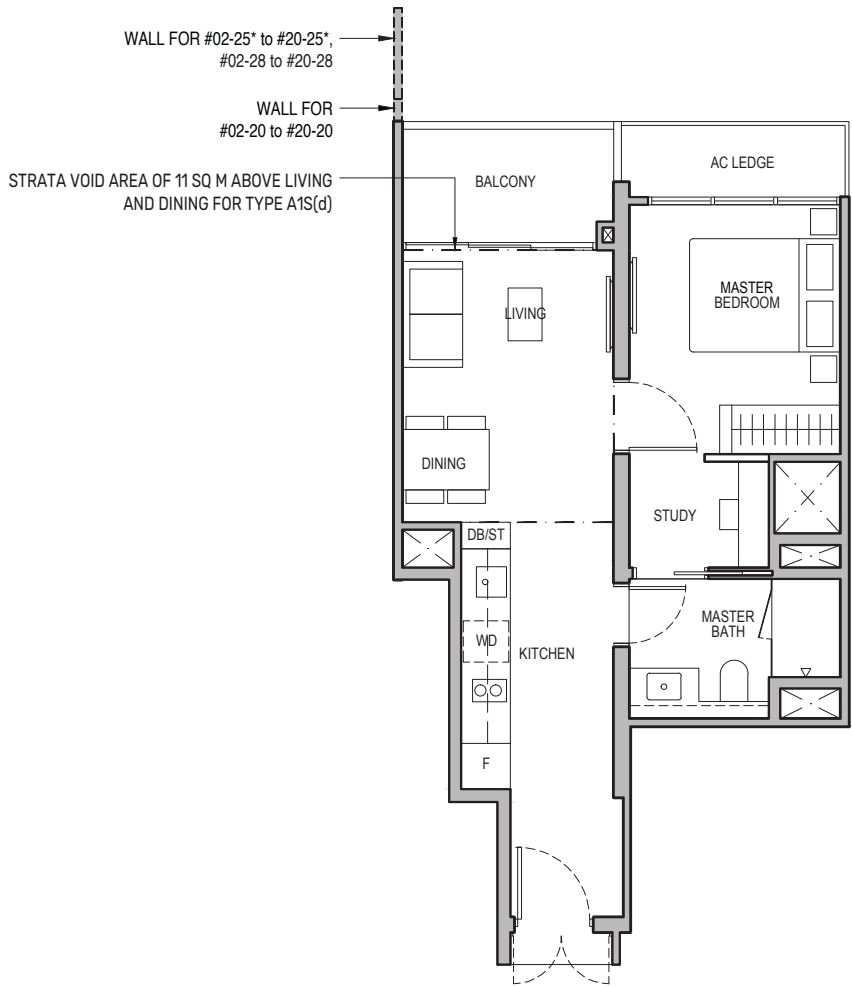 WALL FOR #02-25* to #20-25*,
#02-28 to #20-28
WALL FOR
#02-20 to #20-20
STRATA VOID AREA OF 11 SQ M ABOVE LIVING
AND DINING FOR TYPE A1S(d)
BALCONY
AC LEDGE
MASTER
BEDROOM
LIVING
DINING
STUDY
DB/ST
WD
KITCHEN
MASTER
BATH
F